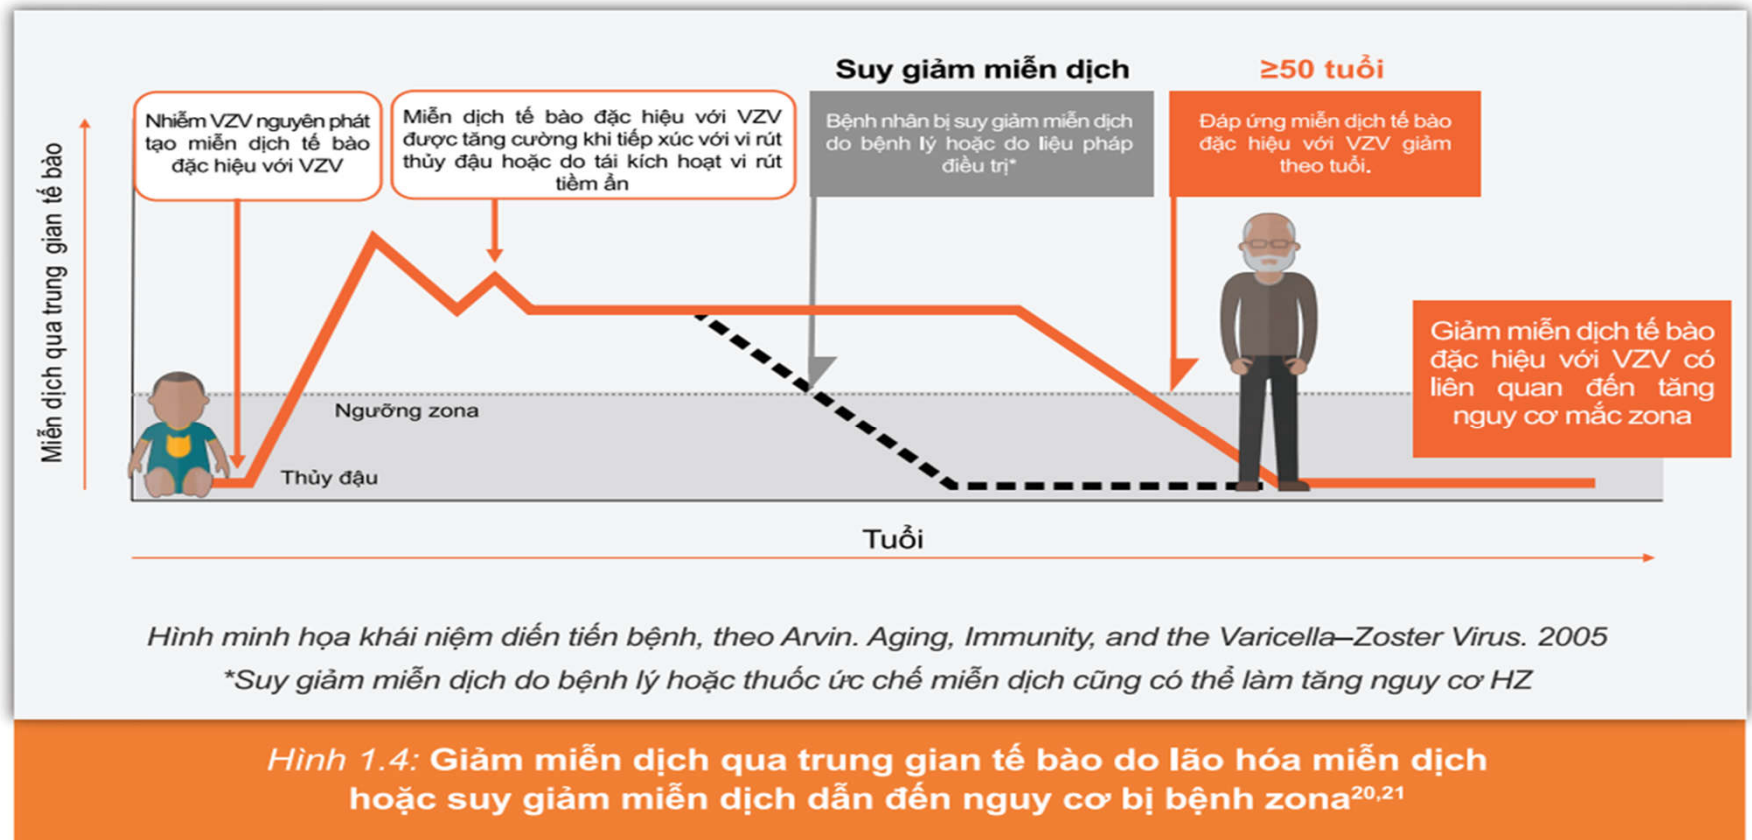 Suy giảm miễn dịch
≥50 tuổi
Nhiễm VZV nguyên phát
tạo miễn dịch tế bào
đặc hiệu với VZV
Miễn dịch tế bào đặc hiệu với VZV
được tăng cường khi tiếp xúc với vi rút
thủy đậu hoặc do tái kích hoạt vi rút
tiềm ẩn
Bệnh nhân bị suy giảm miễn dịch
do bệnh lý hoặc do liệu pháp
điều trị*
Đáp ứng miễn dịch tế bào
đặc hiệu với VZV giảm
theo tuổi.
Miễn dịch qua trung gian tế bào
Giảm miễn dịch tế bào
đặc hiệu với VZV có
liên quan đến tăng
nguy cơ mắc zona
Ngưỡng zona
Thủy đậu
Tuổi
Hình minh họa khái niệm diến tiến bệnh, theo Arvin. Aging, Immunity, and the Varicella–Zoster Virus. 2005
*Suy giảm miễn dịch do bệnh lý hoặc thuốc ức chế miễn dịch cũng có thể làm tăng nguy cơ HZ
Hình 1.4: Giảm miễn dịch qua trung gian tế bào do lão hóa miễn dịch
hoặc suy giảm miễn dịch dẫn đến nguy cơ bị bệnh zona20,21